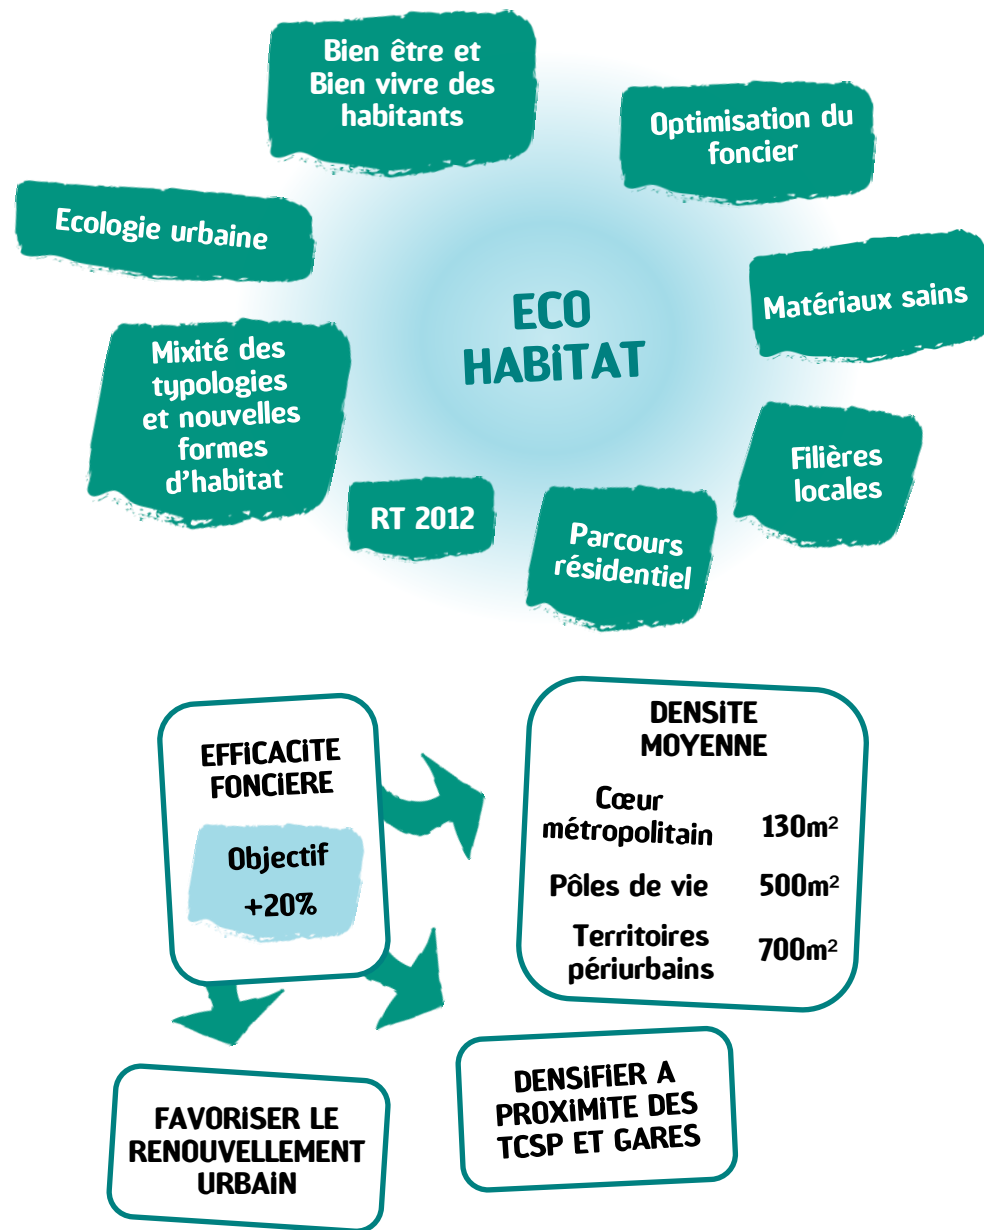 Bien être et
Bien vivre des
habitants
Optimisation du
foncier
Ecologie urbaine
Matériaux sains
ECO
HABiTAT
Mixité des
typologies
et nouvelles
formes
d'habitat
Filières
locales
RT 2012
Parcours
résidentiel
EFFiCACiTE
FONCiERE
Objectif
+20%
DENSiTE
MOYENNE
Cœur
métropolitain 130m²
Pôles de vie 500m²
Territoires
périurbains 700m²
FAVORiSER LE
RENOUVELLEMENT
URBAiN
DENSiFiER A
PROXiMiTE DES
TCSP ET GARES